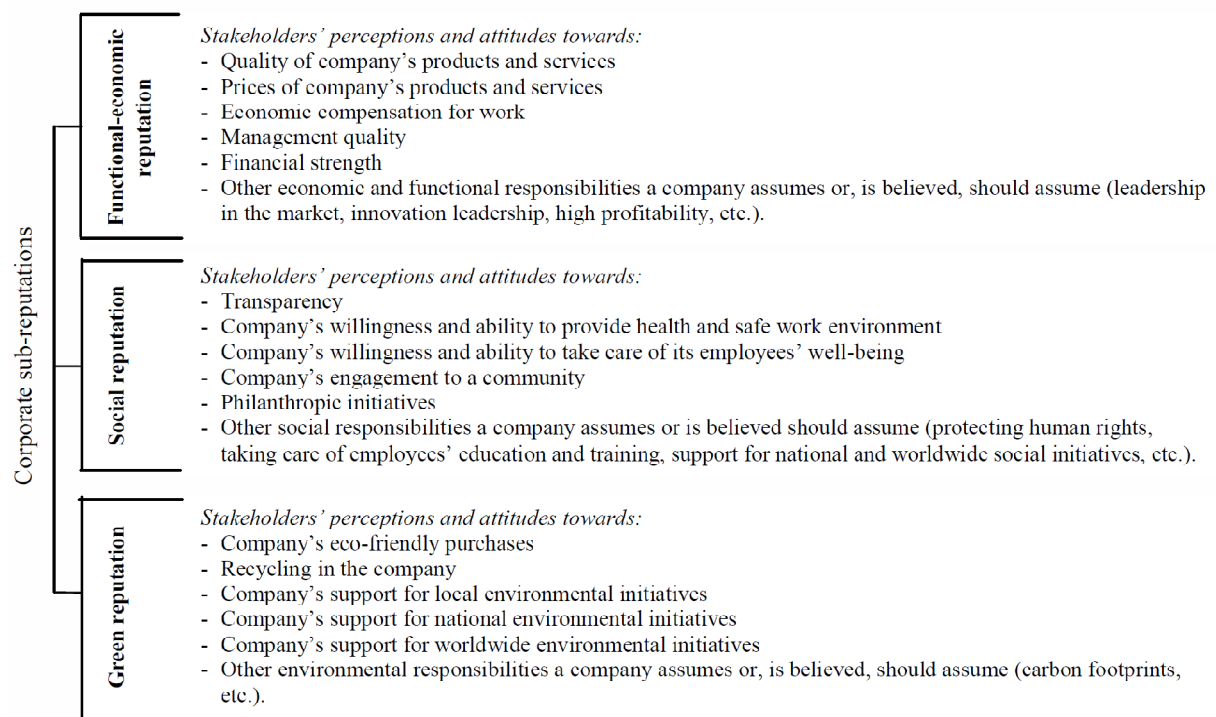 Corporate sub-reputations
Functional-economic
reputation
Stakeholders' perceptions and attitudes towards:
- Quality of company's products and services
- Prices of company's products and services
- Economic compensation for work
- Management quality
- Financial strength
- Other economic and functional responsibilities a company assumes or, is believed, should assume (leadership
in the market, innovation leadership, high profitability, etc.).
Social reputation
Stakeholders' perceptions and attitudes towards:
- Transparency
- Company's willingness and ability to provide health and safe work environment
- Company's willingness and ability to take care of its employees' well-being
- Company's engagement to a community
- Philanthropic initiatives
- Other social responsibilities a company assumes or is believed should assume (protecting human rights,
taking care of employees' education and training, support for national and worldwide social initiatives, etc.).
Green reputation
Stakeholders' perceptions and attitudes towards:
- Company's eco-friendly purchases
- Recycling in the company
- Company's support for local environmental initiatives
- Company's support for national environmental initiatives
- Company's support for worldwide environmental initiatives
- Other environmental responsibilities a company assumes or, is believed, should assume (carbon footprints,
etc.).